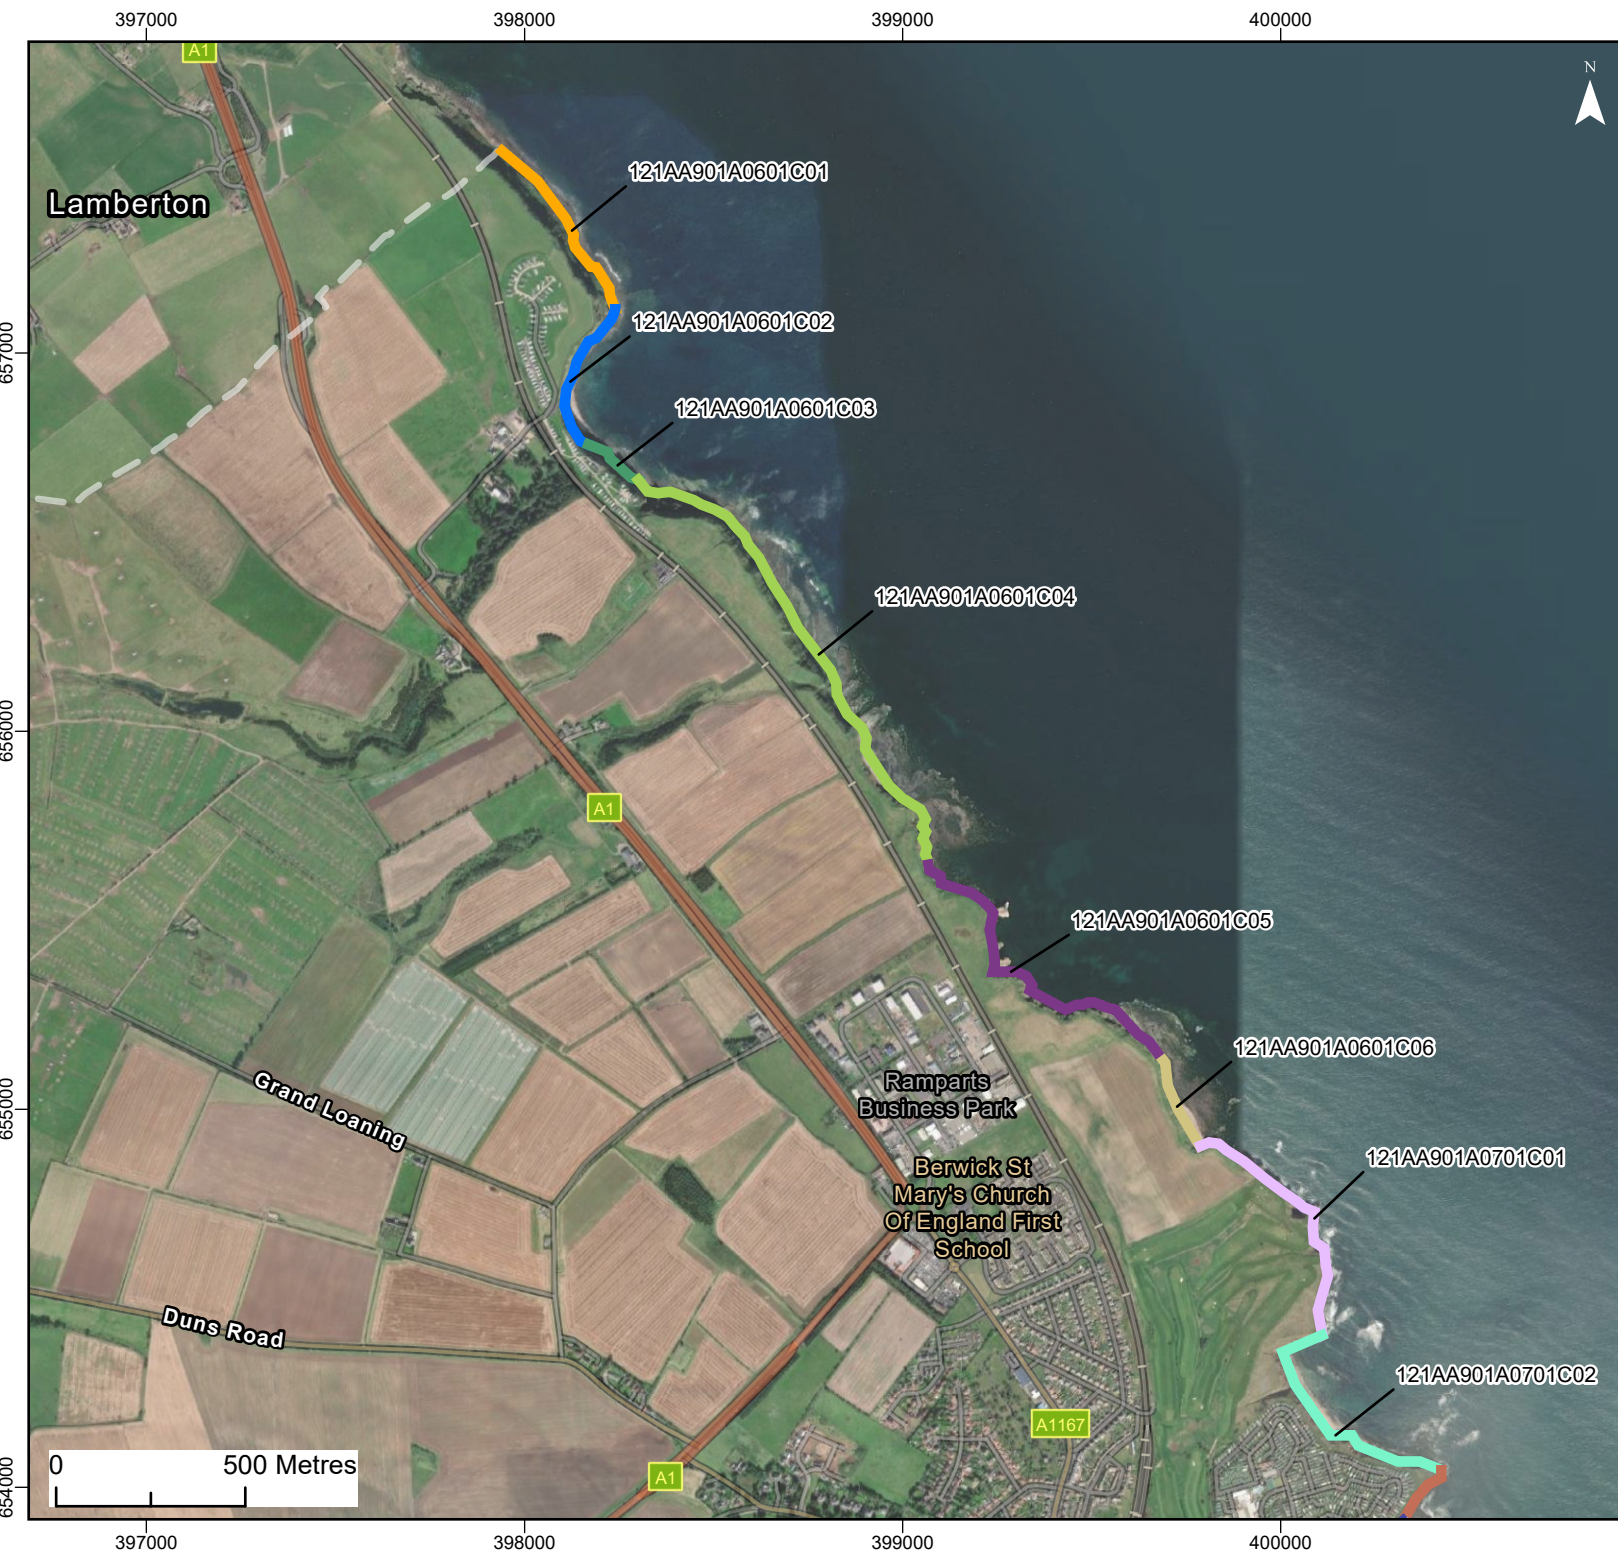 397000
398000
399000
400000
A1
N
121AA901A0601C01
Lamberton
121AA901A0601C02
657000
121AA901A0601C03
121AA901A0601C04
656000
A1
121AA901A0601C05
121AA901A0601C06
Ramparts
Business Park
Grand Loaning
655000
121AA901A0701C01
Berwick St
Mary's Church
Of England First
School
Duns Road
121AA901A0701C02
A1167
0
500 Metres
A1
654000
397000
398000
399000
400000